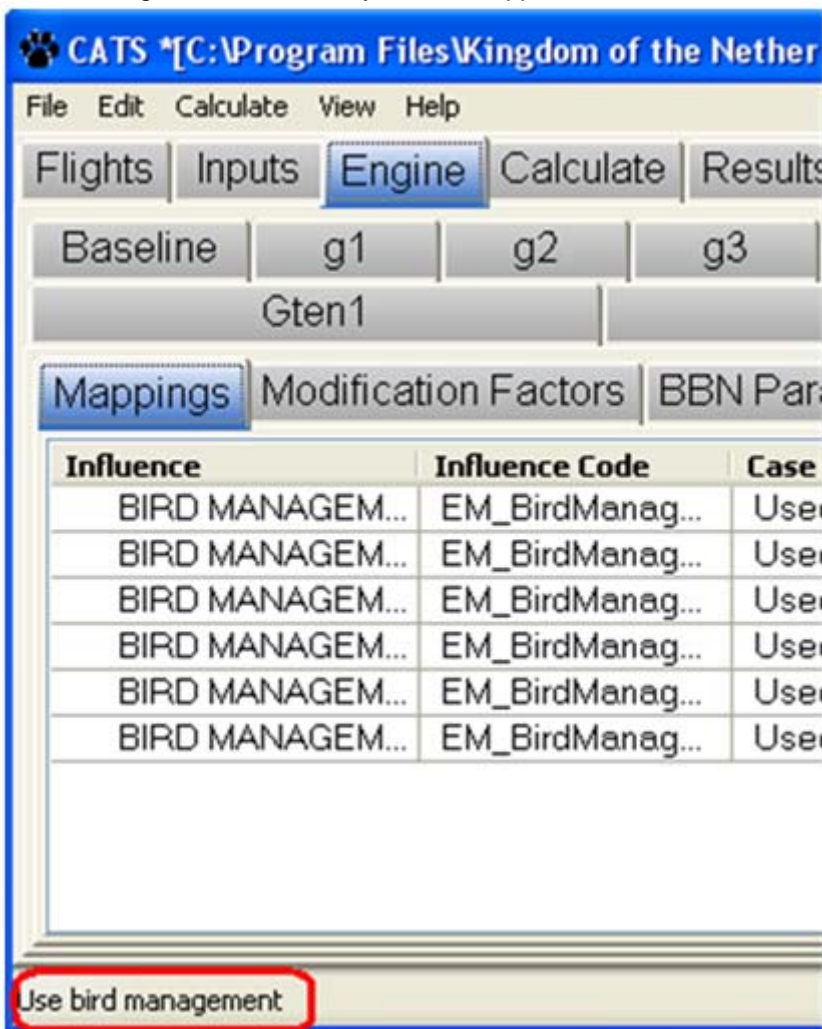 CATS *[C:\Program Files\Kingdom of the Nether
File Edit Calculate View Help
Flights Inputs Engine Calculate Results
Baseline g1 g2 g3
Gten1
Mappings Modification Factors BBN Para
Influence Influence Code Case
BIRD MANAGEM... EM_BirdManag... Used
BIRD MANAGEM... EM_BirdManag... Used
BIRD MANAGEM... EM_BirdManag... Used
BIRD MANAGEM... EM_BirdManag... Used
BIRD MANAGEM... EM_BirdManag... Used
BIRD MANAGEM... EM_BirdManag... Used
Use bird management